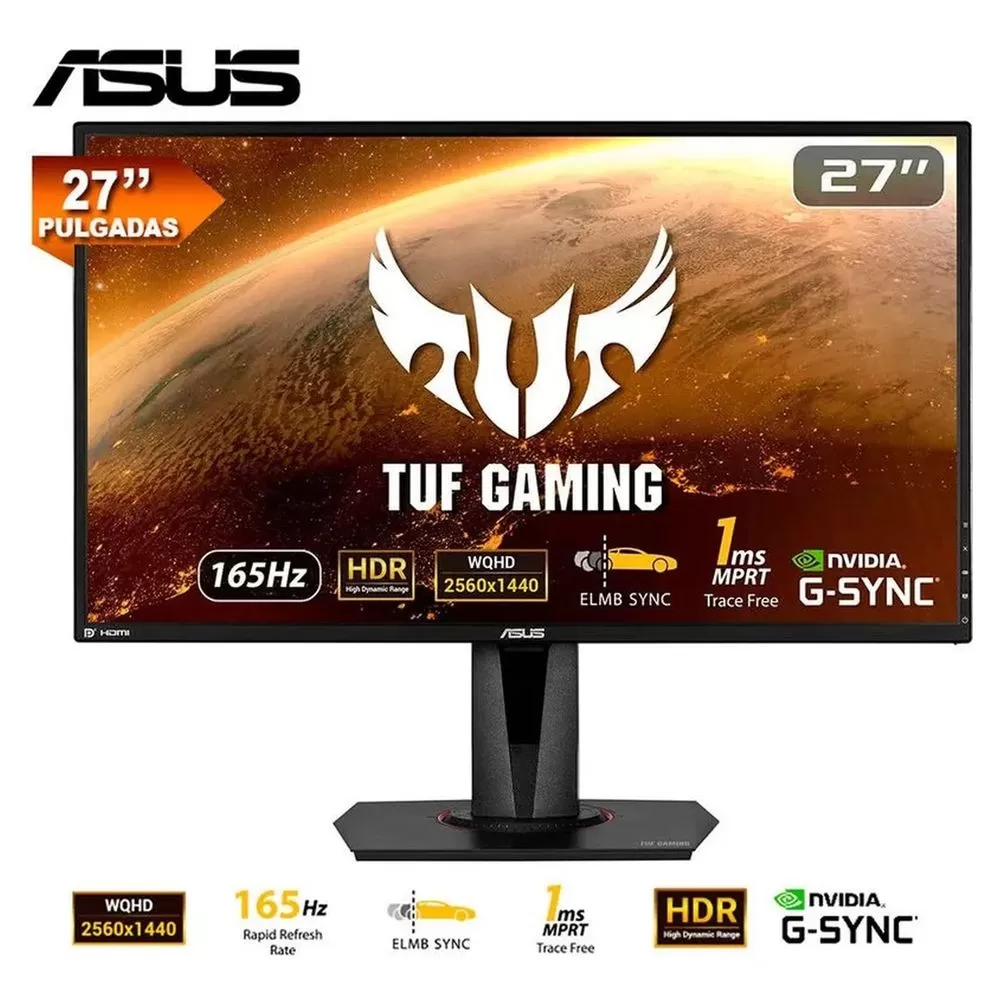 ASUS
27’’
PULGADAS
27’’
TUF GAMING
165Hz
HDR
High Dynamic Range
WQHD
2560x1440
ELMB SYNC
1ms
MPRT
Trace Free
NVIDIA.
G-SYNC
HDMI
ASUS
TUF GAMING
WQHD
2560x1440
165Hz
Rapid Refresh
Rate
ELMB SYNC
1ms
MPRT
Trace Free
HDR
High Dynamic Range
NVIDIA.
G-SYNC